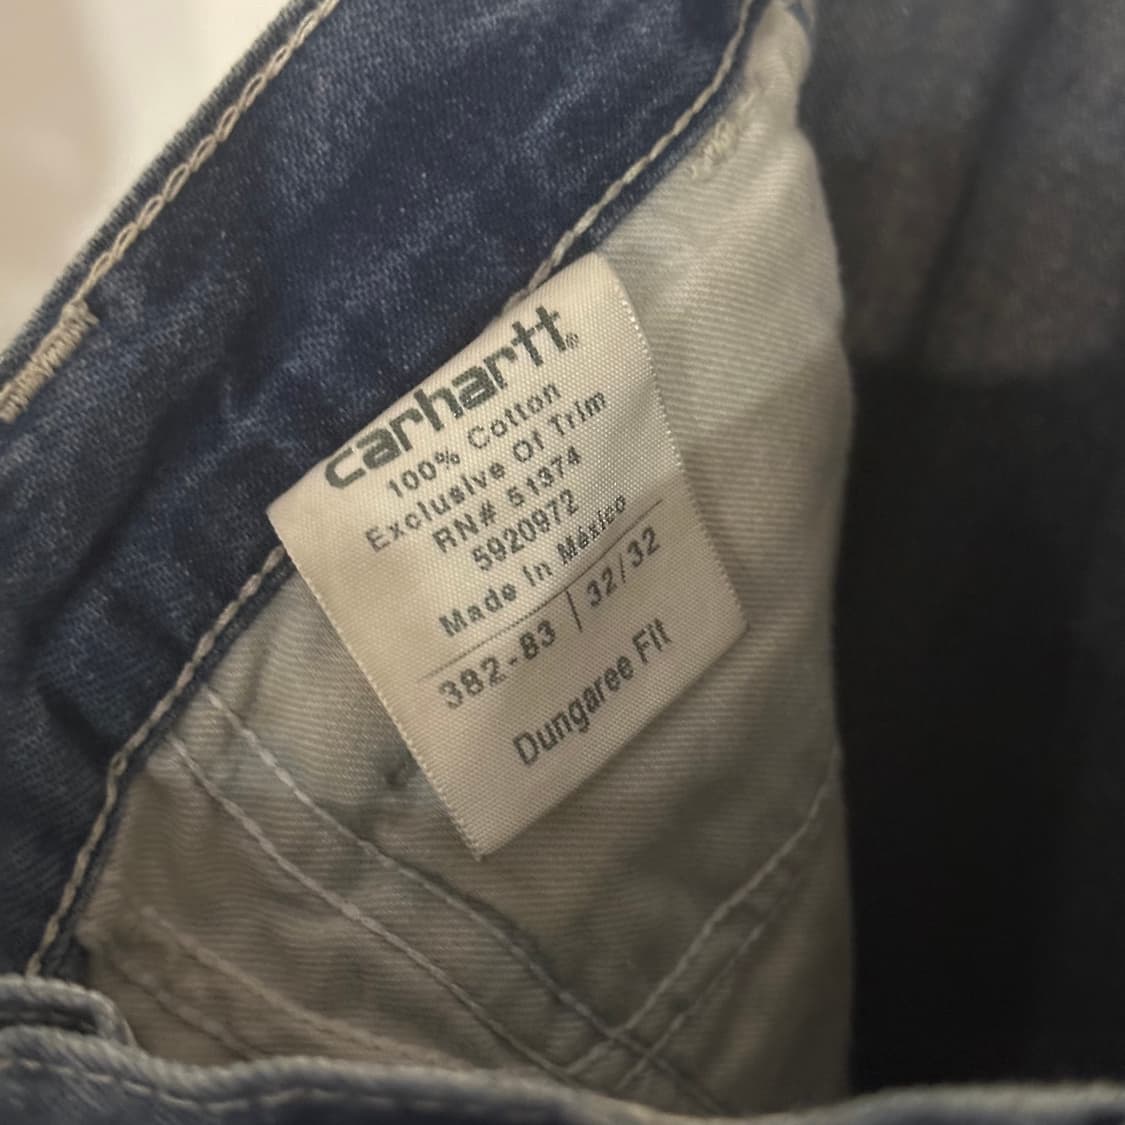 carhartt®
100% Cotton
Exclusive Of Trim
RN# 51374
5920972
Made In México
382-83 | 32/32
Dungaree Fit